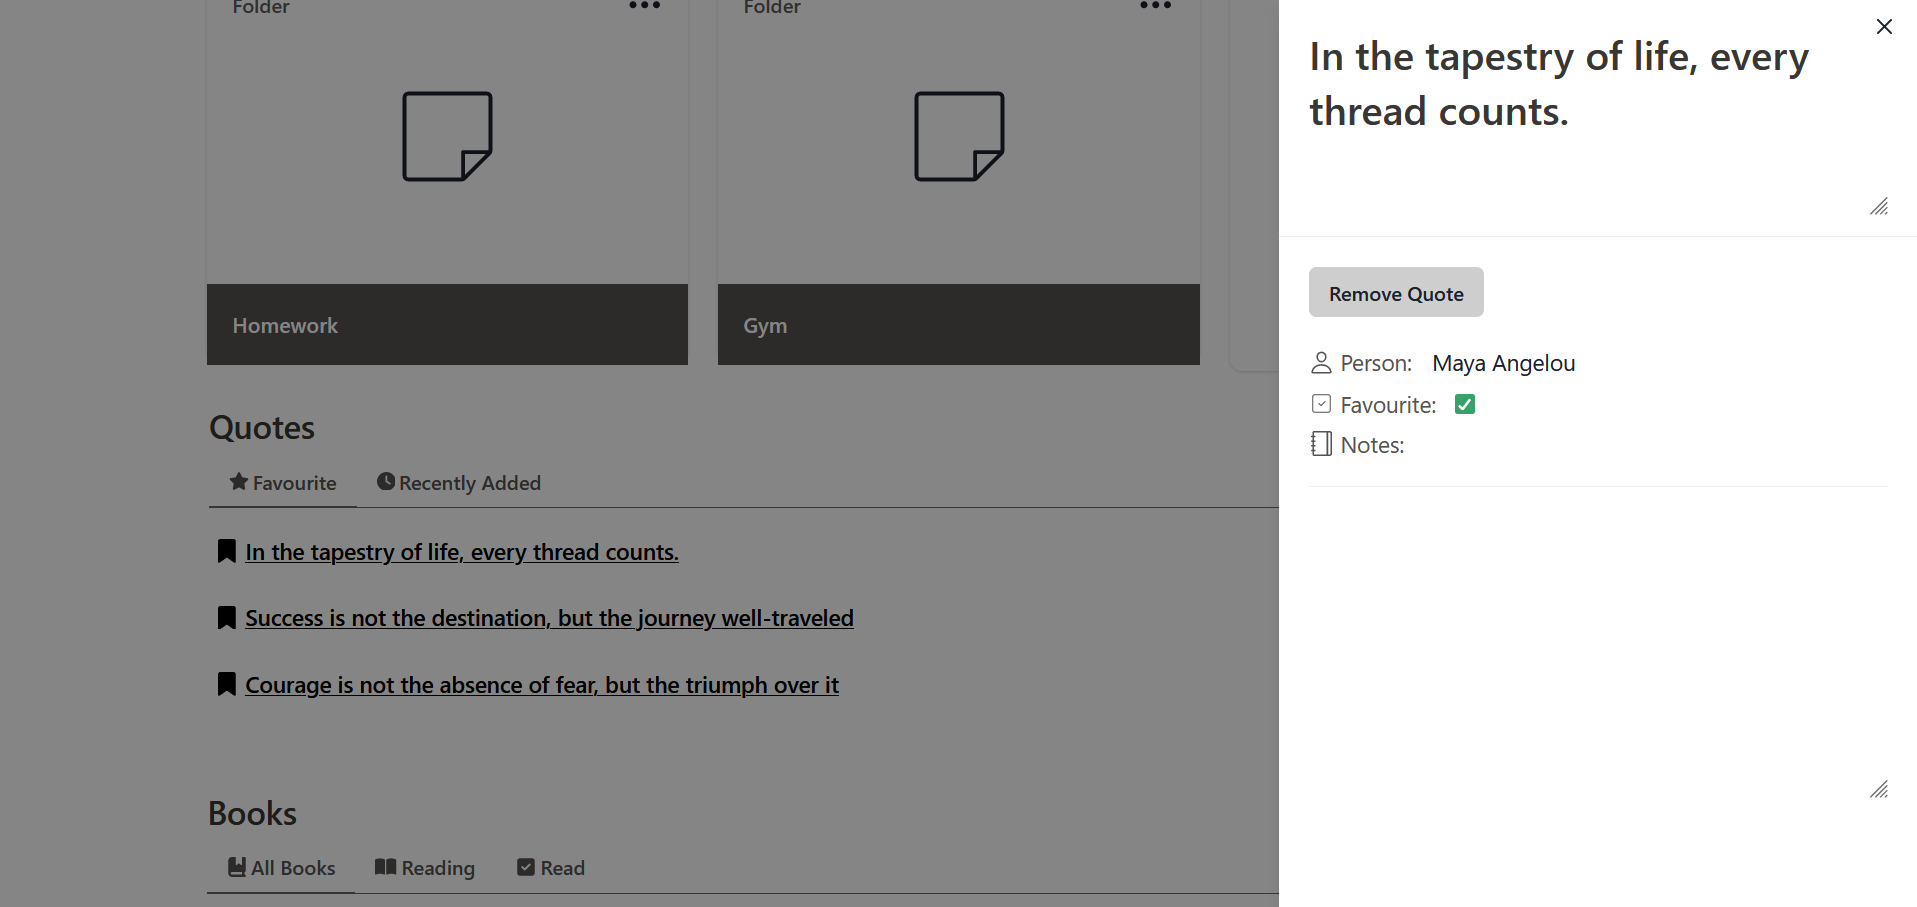 Folder
Folder
Homework
Gym
Quotes
Favourite
Recently Added
In the tapestry of life, every thread counts.
Success is not the destination, but the journey well-traveled
Courage is not the absence of fear, but the triumph over it
Books
All Books
Reading
Read
In the tapestry of life, every
thread counts.
Remove Quote
Person: Maya Angelou
Favourite:
Notes: